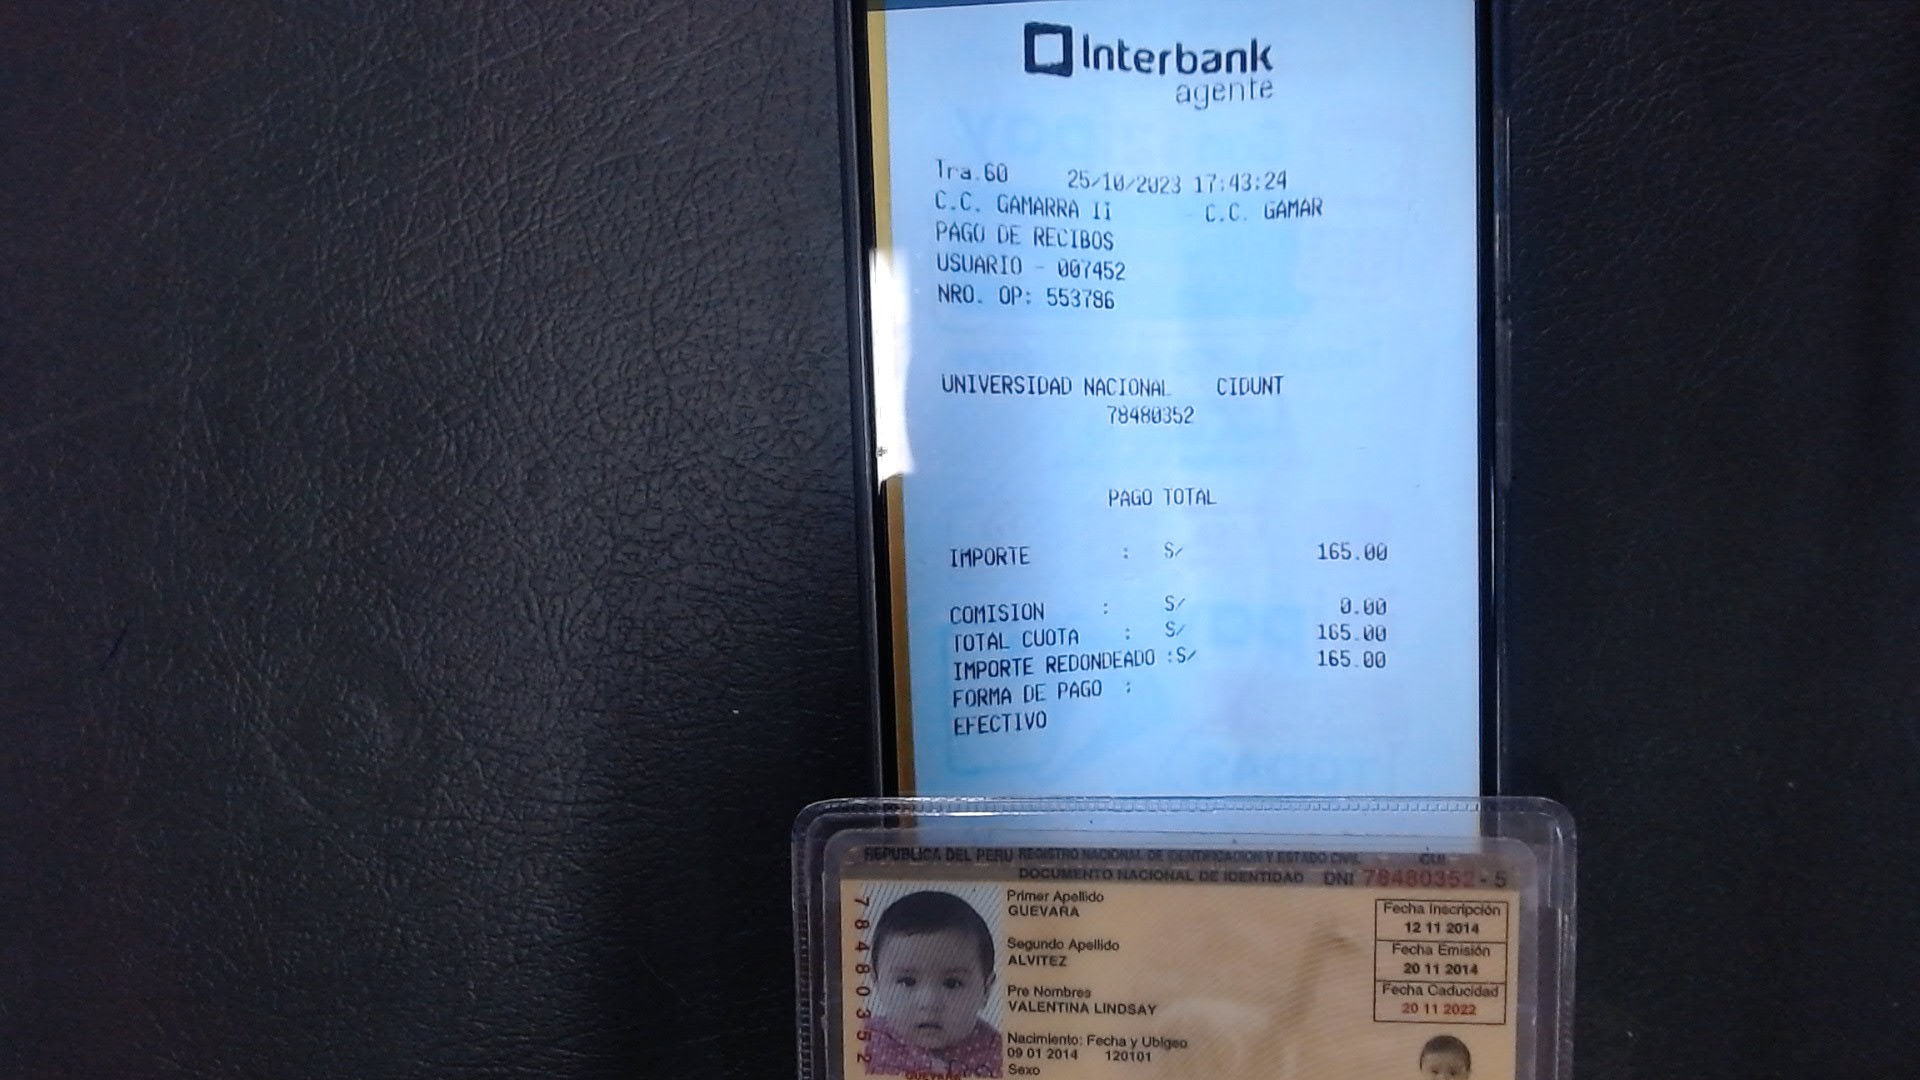 Interbank
agente
Tra.60 25/10/2023 17:43:24
C.C. GAMARRA II C.C. GAMAR
PAGO DE RECIBOS
USUARIO - 007452
NRO. OP: 553786
UNIVERSIDAD NACIONAL CIDUNT
78480352
PAGO TOTAL
IMPORTE : S/ 165.00
COMISION : S/ 0.00
TOTAL CUOTA : S/ 165.00
IMPORTE REDONDEADO :S/ 165.00
FORMA DE PAGO :
EFECTIVO
REPUBLICA DEL PERU REGISTRO NACIONAL DE IDENTIFICACION Y ESTADO CIVIL CUI
DOCUMENTO NACIONAL DE IDENTIDAD DNI 78480352 - 5
78480352
Primer Apellido
GUEVARA
Segundo Apellido
ALVITEZ
Pre Nombres
VALENTINA LINDSAY
Nacimiento: Fecha y Ubigeo
09 01 2014 120101
Sexo
Fecha Inscripción
12 11 2014
Fecha Emisión
20 11 2014
Fecha Caducidad
20 11 2022
GUEVARA